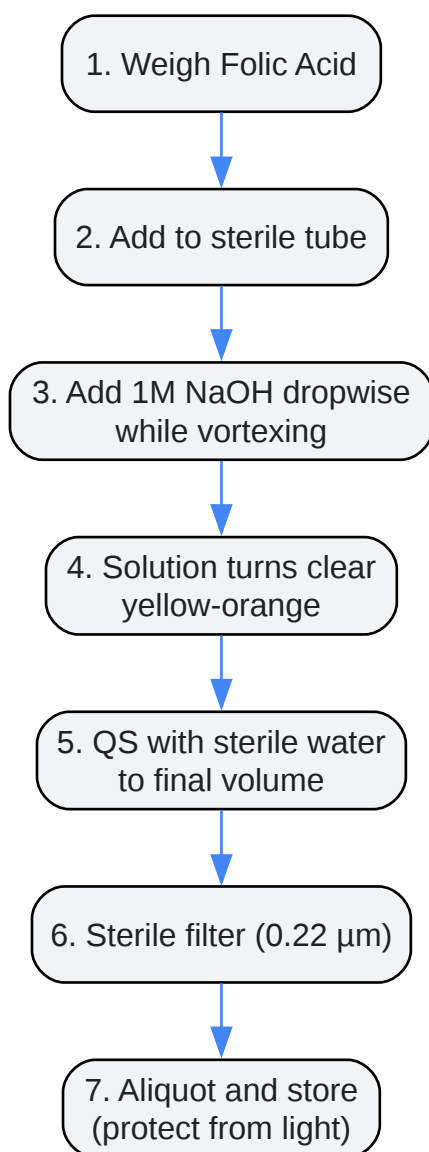 1. Weigh Folic Acid
2. Add to sterile tube
3. Add 1M NaOH dropwise
while vortexing
4. Solution turns clear
yellow-orange
5. QS with sterile water
to final volume
6. Sterile filter (0.22 µm)
7. Aliquot and store
(protect from light)